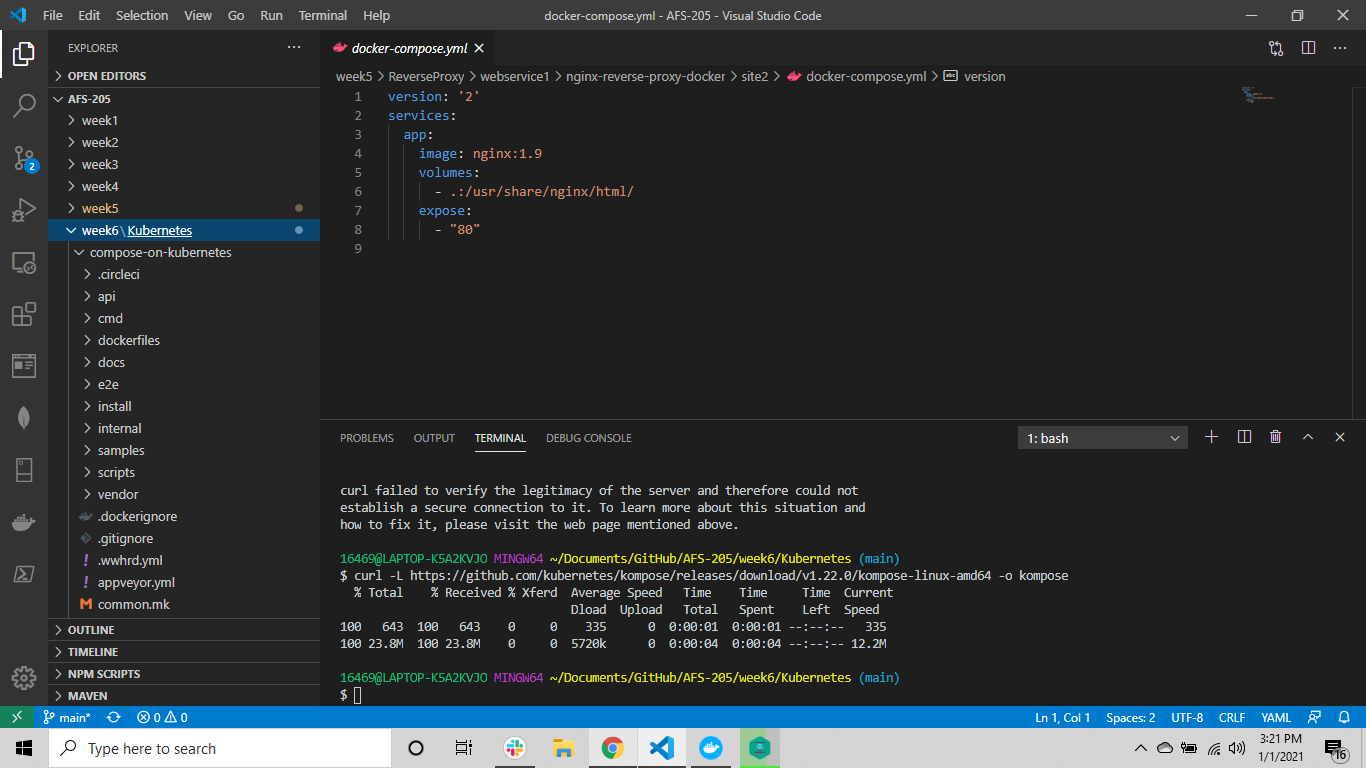 File Edit Selection View Go Run Terminal Help
docker-compose.yml - AFS-205 - Visual Studio Code
EXPLORER
OPEN EDITORS
AFS-205
week1
week2
week3
week4
week5
week6\Kubernetes
compose-on-kubernetes
.circleci
api
cmd
dockerfiles
docs
e2e
install
internal
samples
scripts
vendor
.dockerignore
.gitignore
.wwhrd.yml
appveyor.yml
common.mk
OUTLINE
TIMELINE
NPM SCRIPTS
MAVEN
2
docker-compose.yml
week5 > ReverseProxy > webservice1 > nginx-reverse-proxy-docker > site2 > docker-compose.yml > abc version
1 version: '2'
2 services:
3 app:
4 image: nginx:1.9
5 volumes:
6 - .:/usr/share/nginx/html/
7 expose:
8 - "80"
9
PROBLEMS OUTPUT TERMINAL DEBUG CONSOLE
1: bash
curl failed to verify the legitimacy of the server and therefore could not
establish a secure connection to it. To learn more about this situation and
how to fix it, please visit the web page mentioned above.
16469@LAPTOP-K5A2KVJO MINGW64 ~/Documents/GitHub/AFS-205/week6/Kubernetes (main)
$ curl -L https://github.com/kubernetes/kompose/releases/download/v1.22.0/kompose-linux-amd64 -o kompose
% Total % Received % Xferd Average Speed Time Time Time Current
Dload Upload Total Spent Left Speed
100 643 100 643 0 0 335 0 0:00:01 0:00:01 --:--:-- 335
100 23.8M 100 23.8M 0 0 5720k 0 0:00:04 0:00:04 --:--:-- 12.2M
16469@LAPTOP-K5A2KVJO MINGW64 ~/Documents/GitHub/AFS-205/week6/Kubernetes (main)
$
main* 0 0 Ln 1, Col 1 Spaces: 2 UTF-8 CRLF YAML
Type here to search
3:21 PM
1/1/2021
16